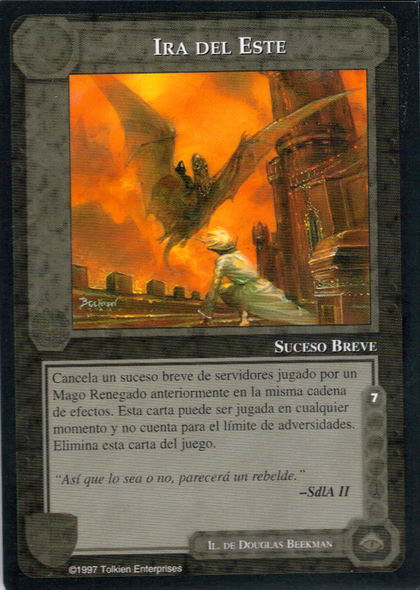 IRA DEL ESTE
SUCESO BREVE
Cancela un suceso breve de servidores jugado por un
Mago Renegado anteriormente en la misma cadena
de efectos. Esta carta puede ser jugada en cualquier
momento y no cuenta para el límite de adversidades.
Elimina esta carta del juego.
7
"Así que lo sea o no, parecerá un rebelde."
–SdlA II
IL. DE DOUGLAS BEEKMAN
©1997 Tolkien Enterprises